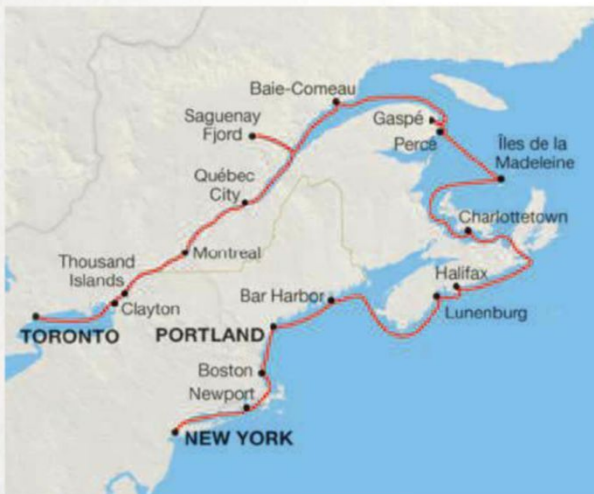 Baie-Comeau
Saguenay
Fjord
Gaspé
Percé
Îles de la
Madeleine
Québec
City
Charlottetown
Montreal
Thousand
Islands
Halifax
Clayton
Bar Harbor
Lunenburg
TORONTO
PORTLAND
Boston
Newport
NEW YORK